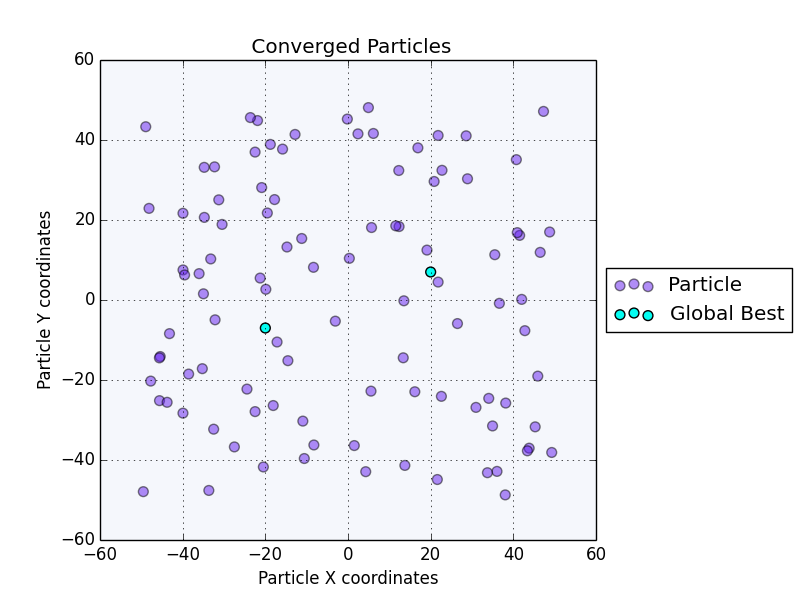 Converged Particles
60
40
20
0
−20
−40
−60
Particle Y coordinates
−60 −40 −20 0 20 40 60
Particle X coordinates
Particle
Global Best